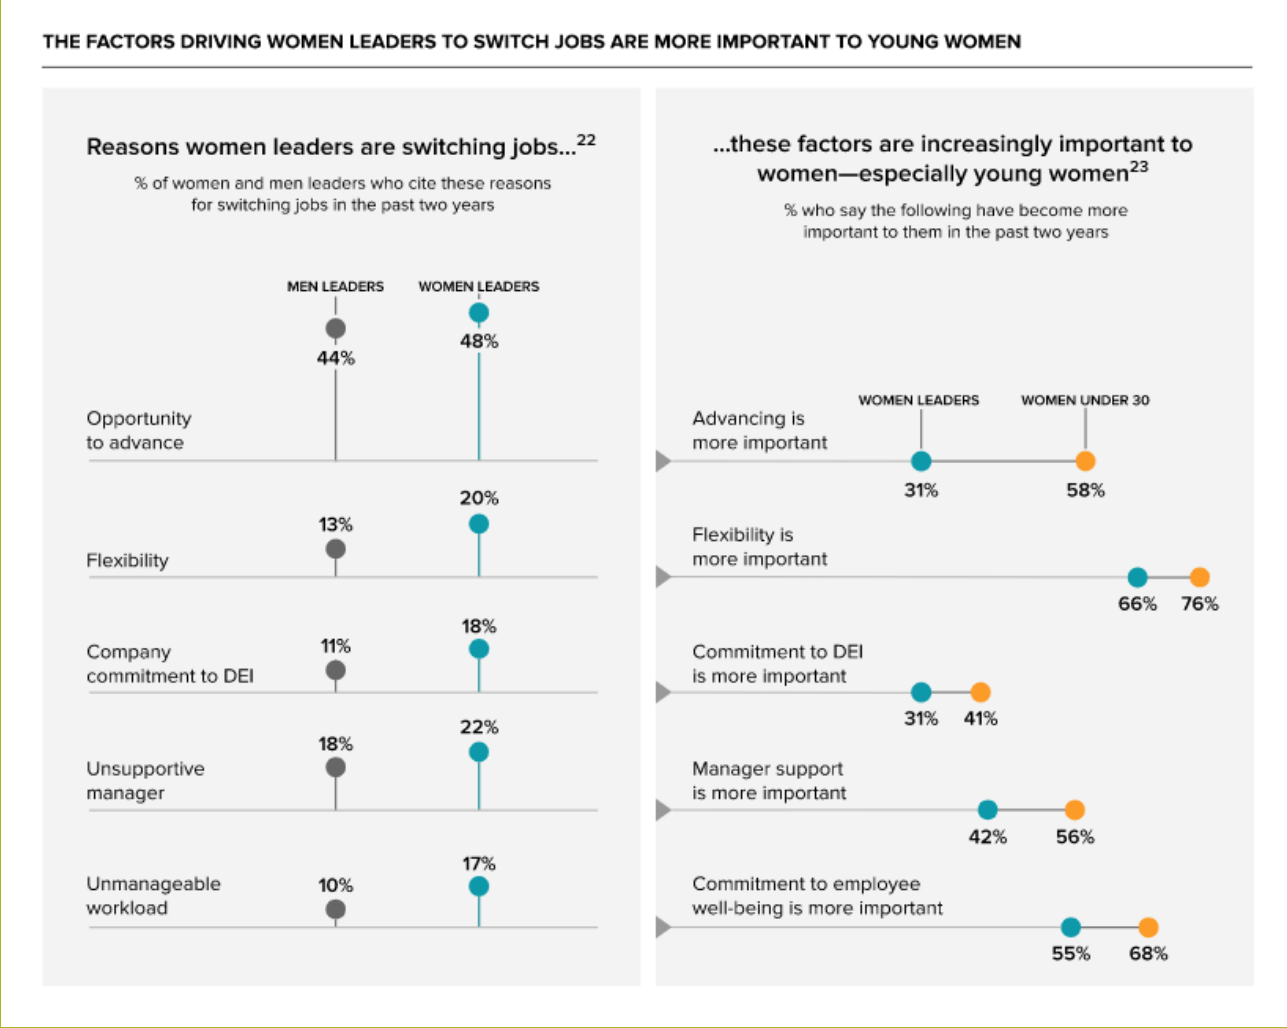 THE FACTORS DRIVING WOMEN LEADERS TO SWITCH JOBS ARE MORE IMPORTANT TO YOUNG WOMEN
Reasons women leaders are switching jobs...22
% of women and men leaders who cite these reasons
for switching jobs in the past two years
MEN LEADERS
WOMEN LEADERS
44%
48%
Opportunity
to advance
13%
20%
Flexibility
11%
18%
Company
commitment to DEI
18%
22%
Unsupportive
manager
10%
17%
Unmanageable
workload
...these factors are increasingly important to
women—especially young women23
% who say the following have become more
important to them in the past two years
WOMEN LEADERS
WOMEN UNDER 30
Advancing is
more important
31%
58%
Flexibility is
more important
66%
76%
Commitment to DEI
is more important
31%
41%
Manager support
is more important
42%
56%
Commitment to employee
well-being is more important
55%
68%